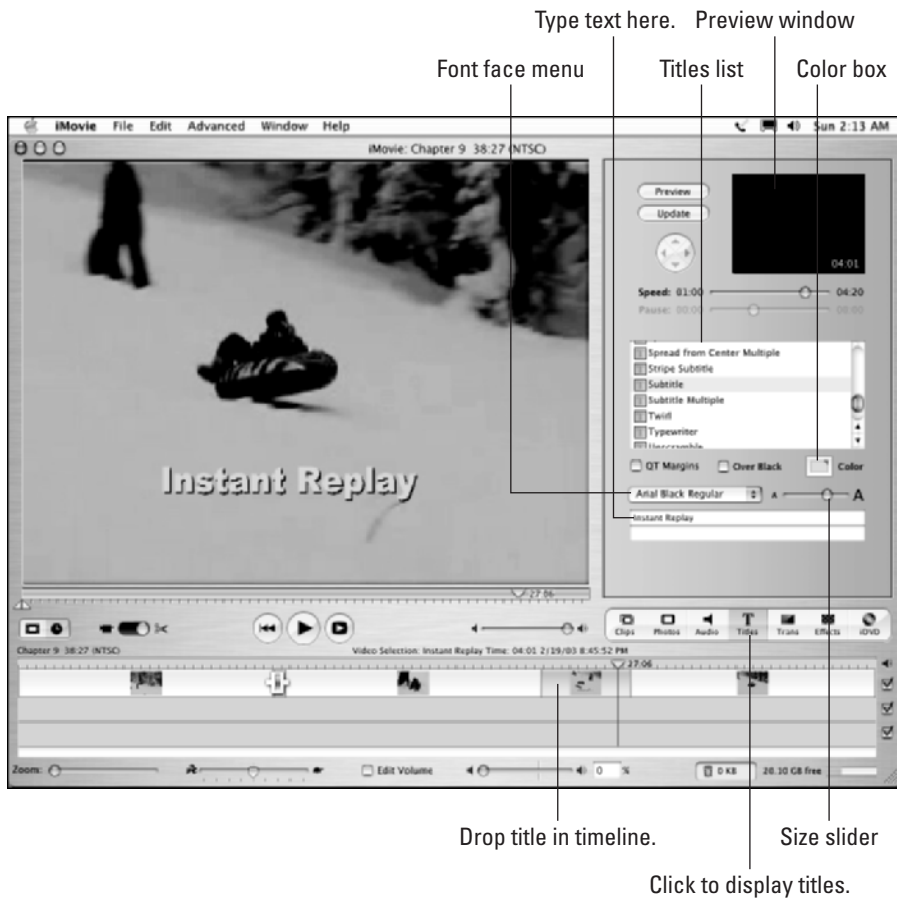 Type text here. Preview window
Font face menu Titles list Color box
iMovie File Edit Advanced Window Help Sun 2:13 AM
iMovie: Chapter 9 38:27 (NTSC)
Preview
Update
04:01
Speed: 01:00 04:20
Pause: 00:00 00:00
Spread from Center Multiple
Stripe Subtitle
Subtitle
Subtitle Multiple
Twirl
Typewriter
Unscramble
QT Margins Over Black Color
Arial Black Regular A A
Instant Replay
Instant Replay
27:06
Clips Photos Audio Titles Trans Effects iDVD
Chapter 9 38:27 (NTSC) Video Selection: Instant Replay Time: 04:01 2/19/03 8:45:52 PM
27:06
Zoom: Edit Volume 0 % 0 KB 20.10 GB free
Drop title in timeline. Size slider
Click to display titles.